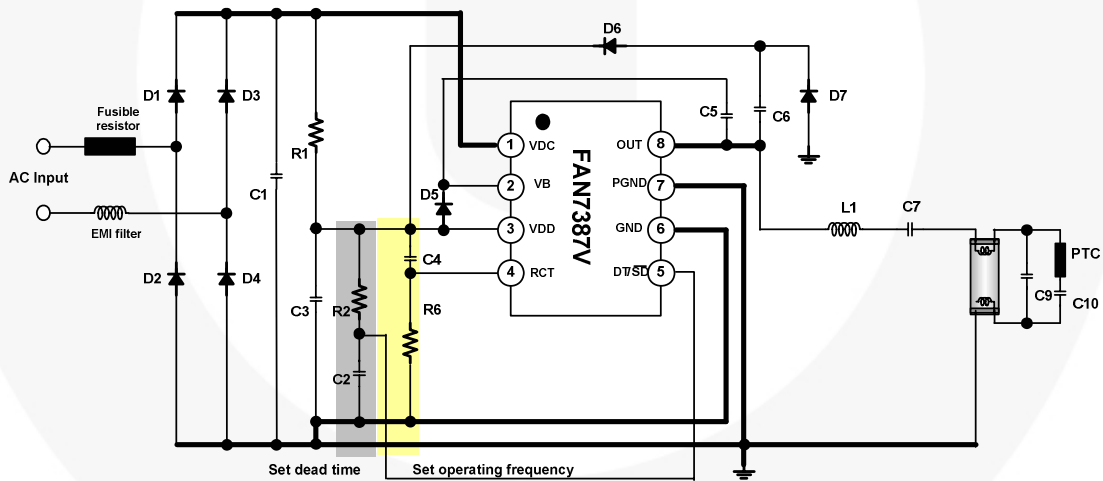 D6
D1
D3
Fusible
resistor
R1
C5
C6
D7
1
VDC
OUT
8
AC Input
C1
2
VB
FAN7387V
PGND
7
D5
EMI filter
3
VDD
GND
6
L1
C7
C4
4
RCT
DT/SD
5
PTC
D2
D4
C3
R2
R6
C9
C10
C2
Set dead time
Set operating frequency